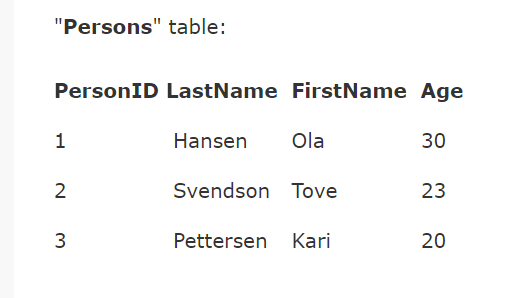 "Persons" table:
PersonID LastName FirstName Age
1 Hansen Ola 30
2 Svendson Tove 23
3 Pettersen Kari 20